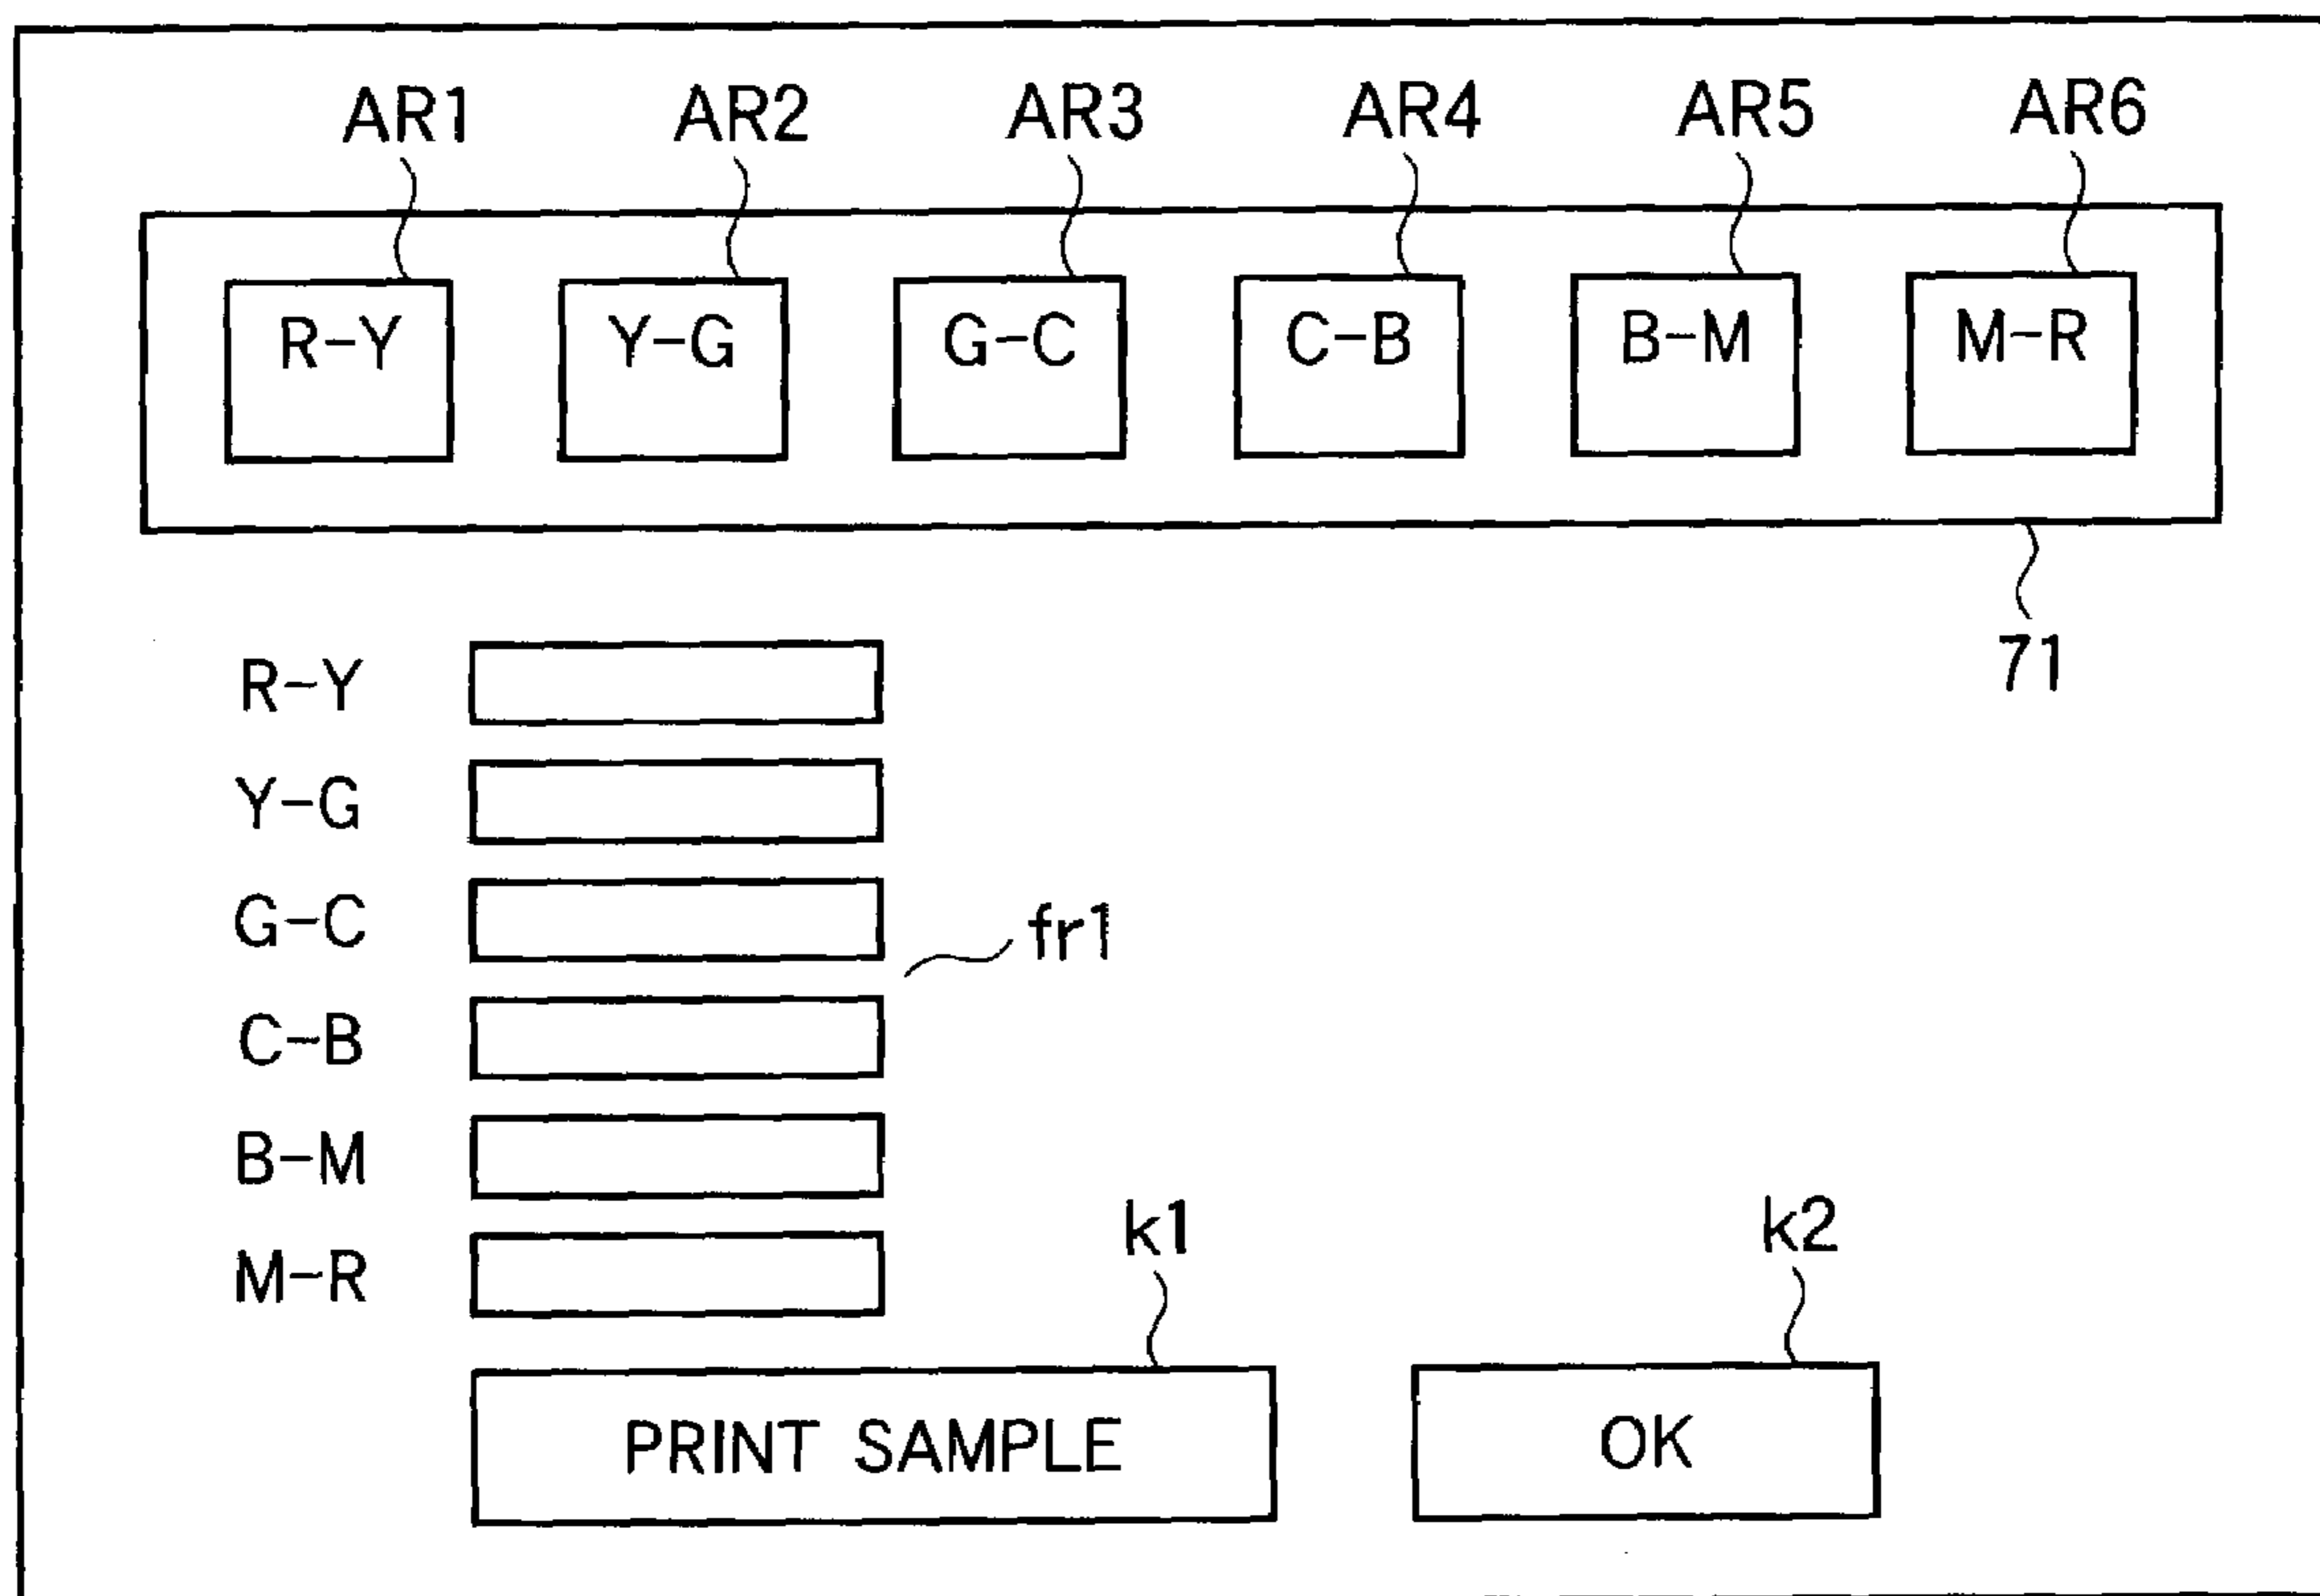 AR1 AR2 AR3 AR4 AR5 AR6
R-Y Y-G G-C C-B B-M M-R
71
R-Y
Y-G
G-C
fr1
C-B
B-M
M-R
k1 k2
PRINT SAMPLE OK